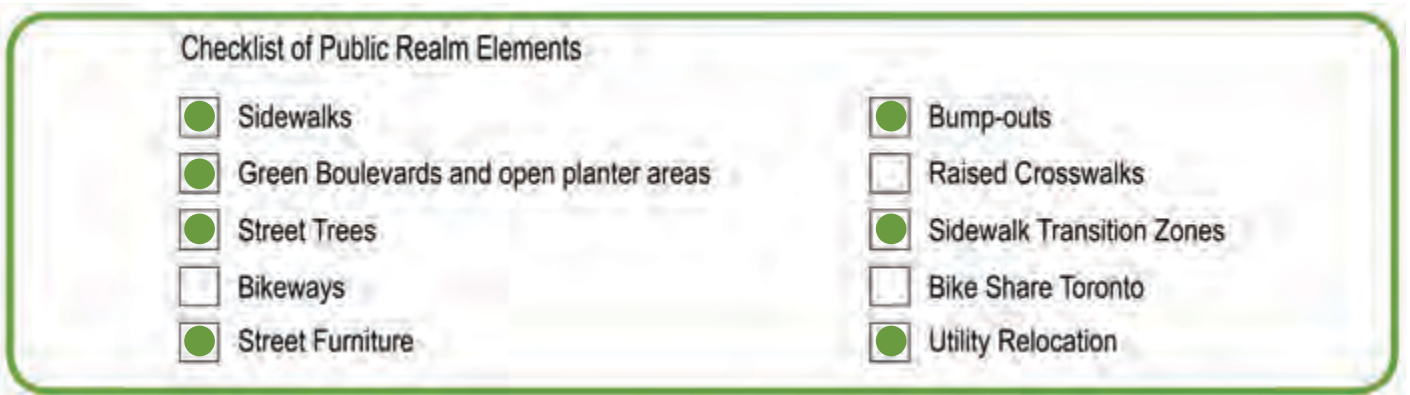 Checklist of Public Realm Elements
Sidewalks
Green Boulevards and open planter areas
Street Trees
Bikeways
Street Furniture
Bump-outs
Raised Crosswalks
Sidewalk Transition Zones
Bike Share Toronto
Utility Relocation